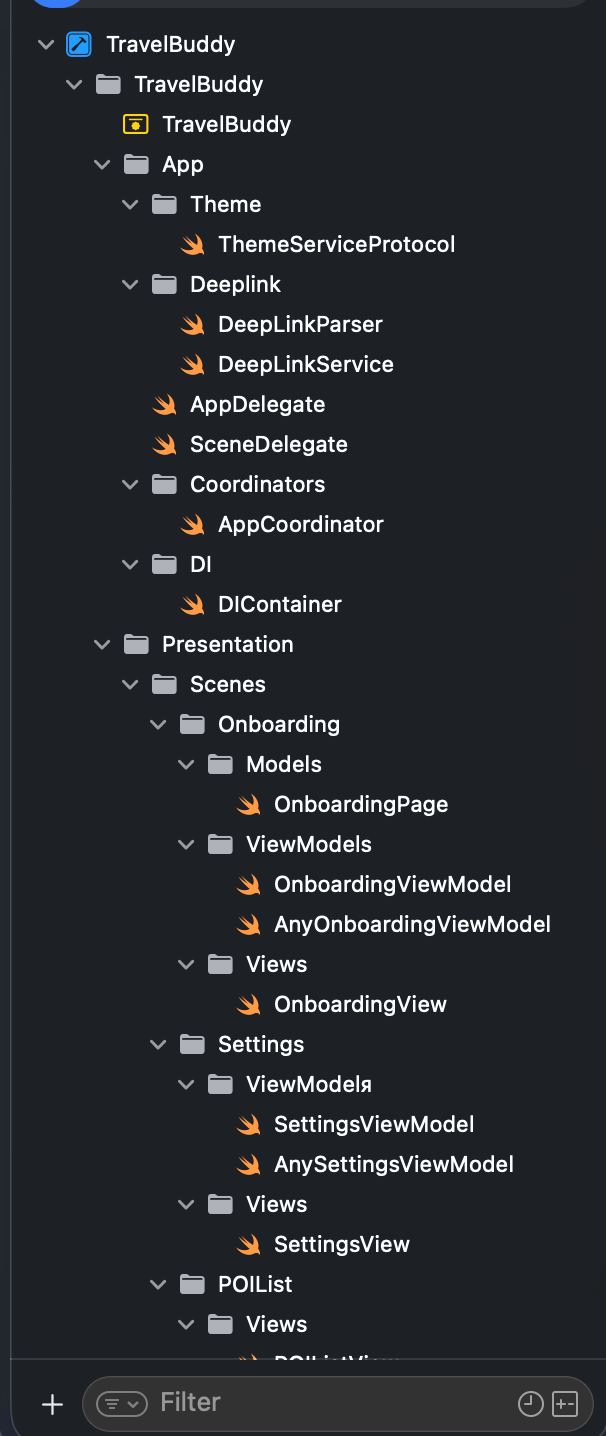 TravelBuddy
TravelBuddy
TravelBuddy
App
Theme
ThemeServiceProtocol
Deeplink
DeepLinkParser
DeepLinkService
AppDelegate
SceneDelegate
Coordinators
AppCoordinator
DI
DIContainer
Presentation
Scenes
Onboarding
Models
OnboardingPage
ViewModels
OnboardingViewModel
AnyOnboardingViewModel
Views
OnboardingView
Settings
ViewModelя
SettingsViewModel
AnySettingsViewModel
Views
SettingsView
POIList
Views
Filter